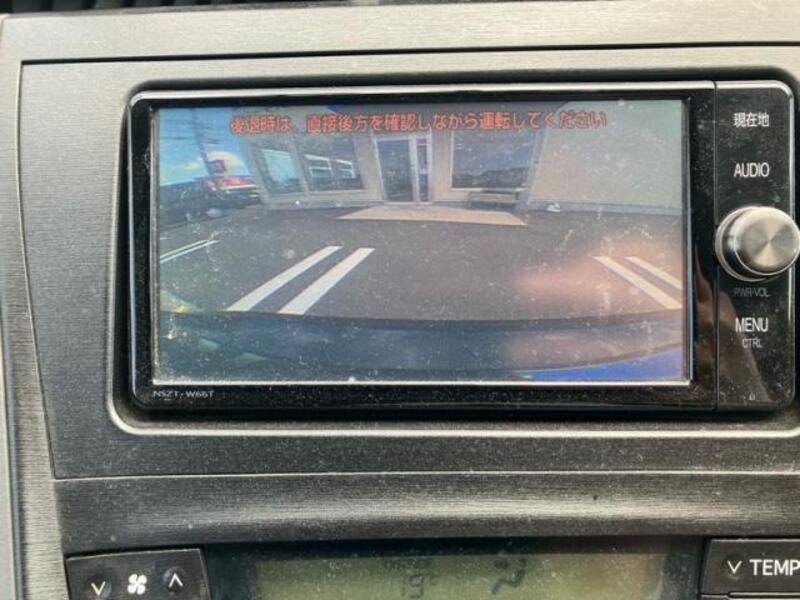 後退時は、直接後方を確認しながら運転してください
現在地
AUDIO
PWR・VOL
MENU
CTRL
NSZT-W66T
TEMP